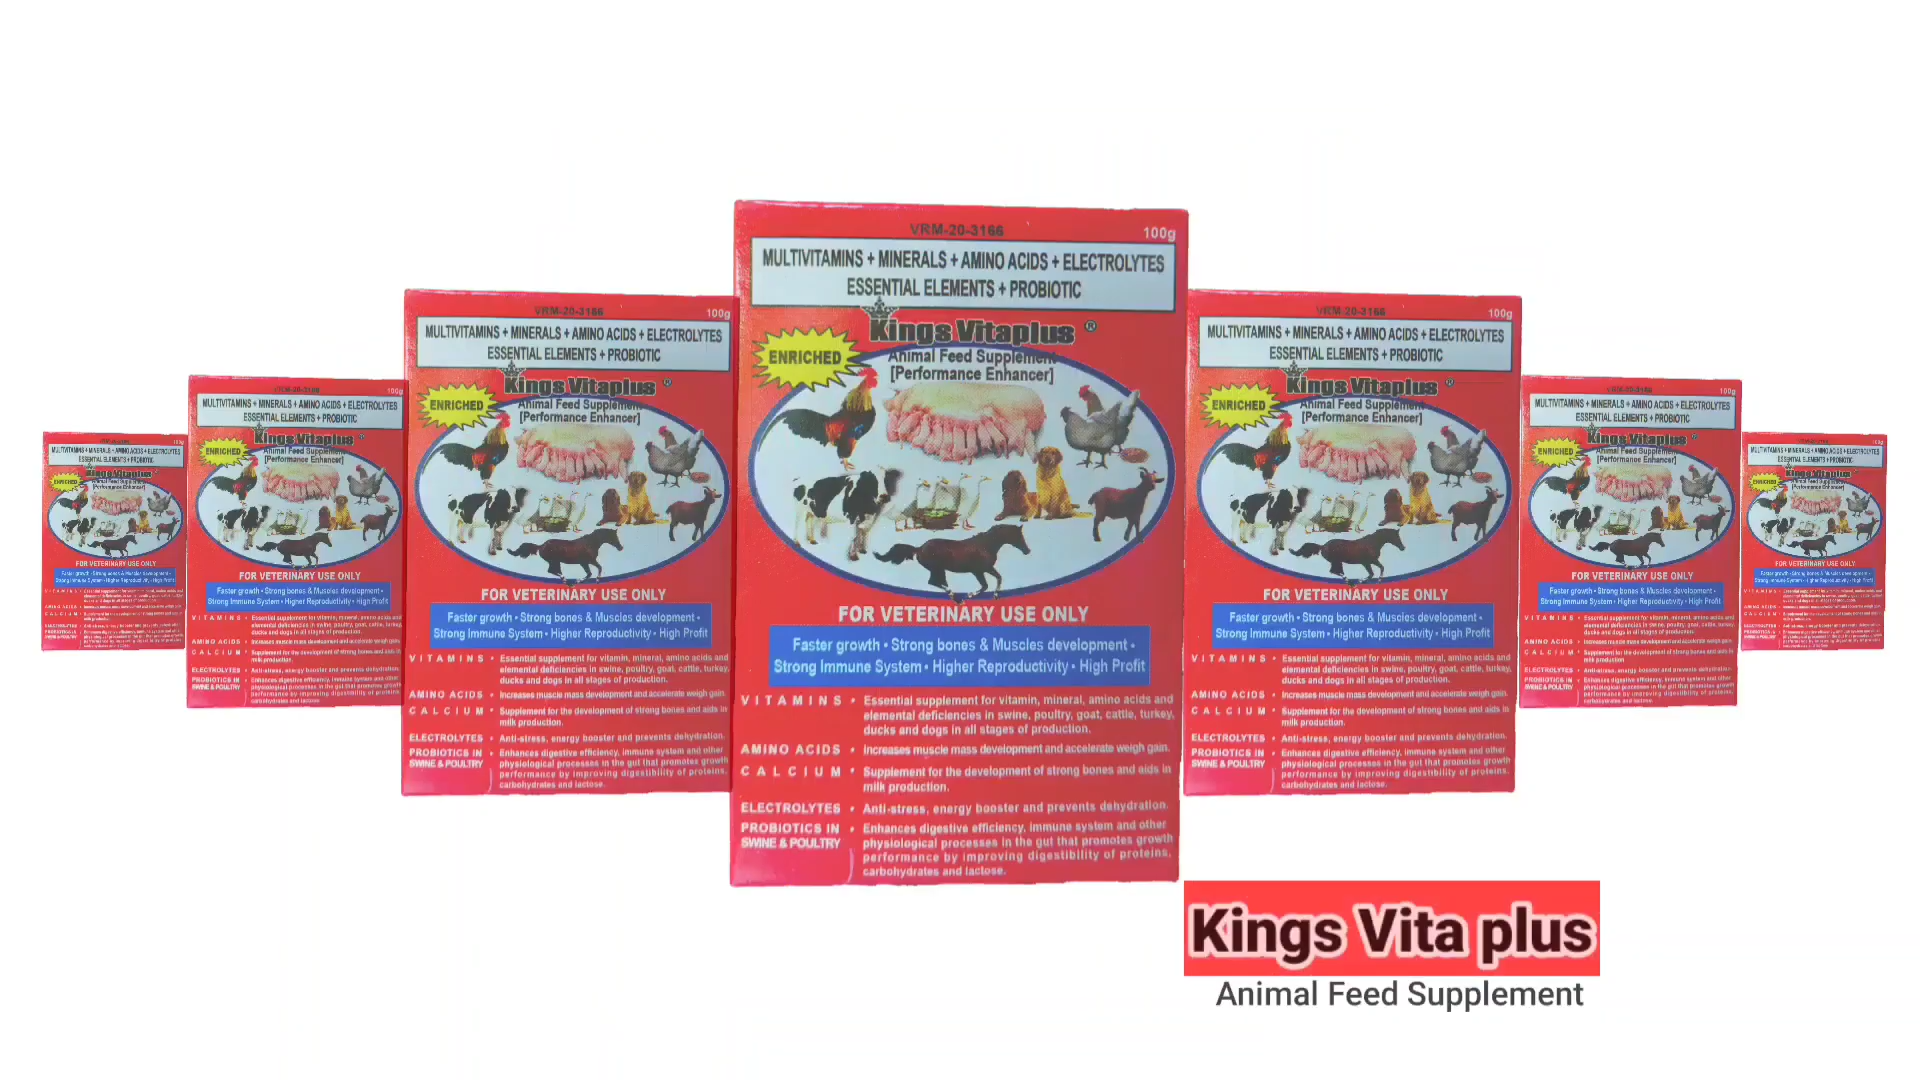 VRM-20-3166
100g
MULTIVITAMINS + MINERALS + AMINO ACIDS + ELECTROLYTES
ESSENTIAL ELEMENTS + PROBIOTIC
Kings Vitaplus ®
ENRICHED
Animal Feed Supplement
[Performance Enhancer]
FOR VETERINARY USE ONLY
Faster growth • Strong bones & Muscles development •
Strong Immune System • Higher Reproductivity • High Profit
VITAMINS • Essential supplement for vitamin, mineral, amino acids and
elemental deficiencies in swine, poultry, goat, cattle, turkey,
ducks and dogs in all stages of production.
AMINO ACIDS • Increases muscle mass development and accelerate weigh gain.
CALCIUM • Supplement for the development of strong bones and aids in
milk production.
ELECTROLYTES • Anti-stress, energy booster and prevents dehydration.
PROBIOTICS IN • Enhances digestive efficiency, immune system and other
SWINE & POULTRY physiological processes in the gut that promotes growth
performance by improving digestibility of proteins,
carbohydrates and lactose.
Kings Vita plus
Animal Feed Supplement